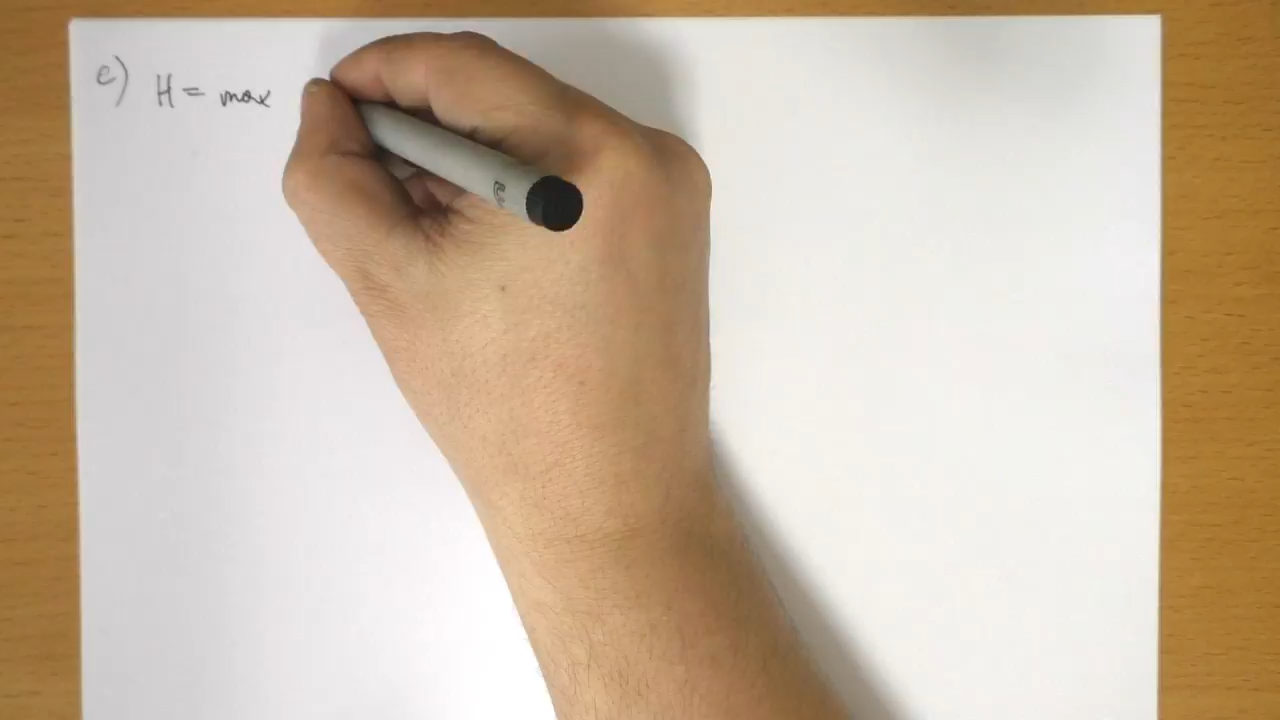 e) H = max